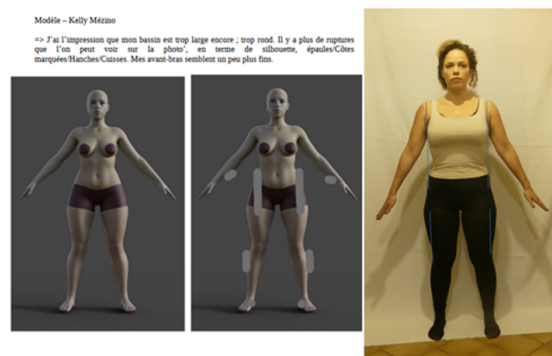 Modèle – Kelly Mézino
=> J'ai l'impression que mon bassin est trop large encore ; trop rond. Il y a plus de ruptures
que l'on peut voir sur la photo', en terme de silhouette, épaules/Côtes
marquées/Hanches/Cuisses. Mes avant-bras semblent un peu plus fins.